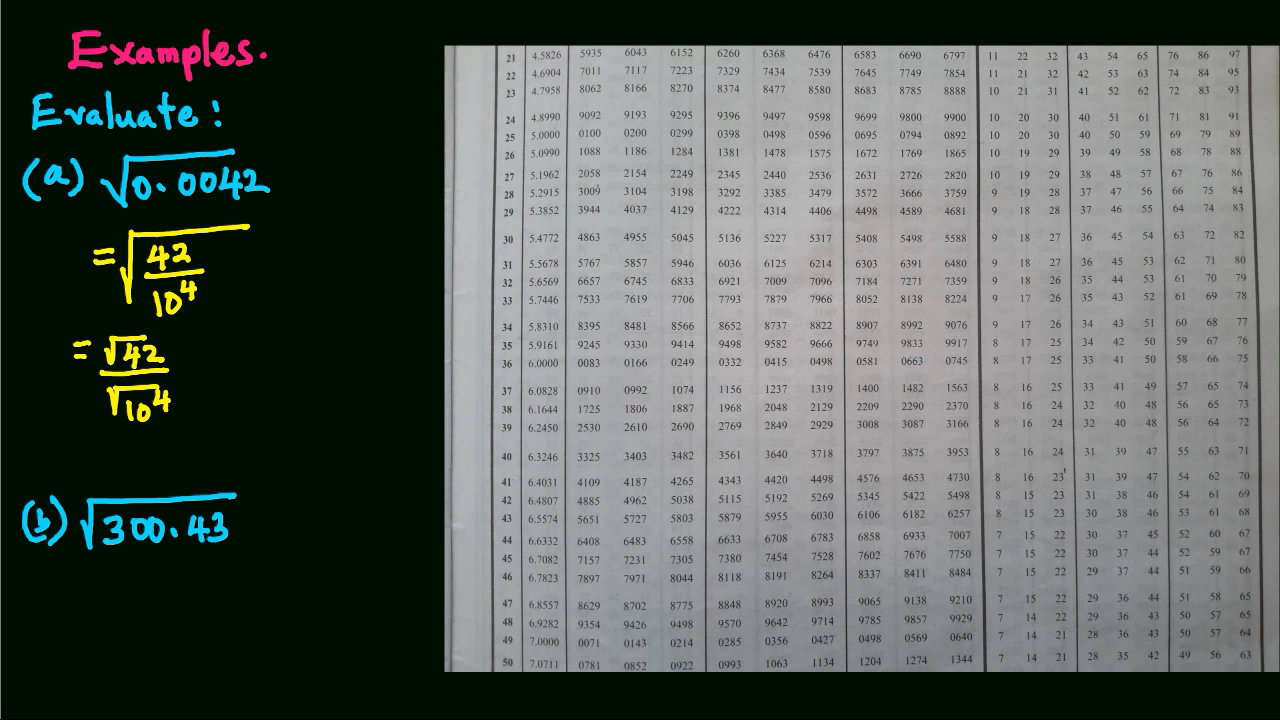 Examples.
Evaluate:
(a) √0.0042
= √42/10⁴
= √42/√10⁴
(b) √300.43
21 4.5826 5935 6043 6152 6260 6368 6476 6583 6690 6797 11 22 32 43 54 65 76 86 97
22 4.6904 7011 7117 7223 7329 7434 7539 7645 7749 7854 11 21 32 42 53 63 74 84 95
23 4.7958 8062 8166 8270 8374 8477 8580 8683 8785 8888 10 21 31 41 52 62 72 83 93
24 4.8990 9092 9193 9295 9396 9497 9598 9699 9800 9900 10 20 30 40 51 61 71 81 91
25 5.0000 0100 0200 0299 0398 0498 0596 0695 0794 0892 10 20 30 40 50 59 69 79 89
26 5.0990 1088 1186 1284 1381 1478 1575 1672 1769 1865 10 19 29 39 49 58 68 78 88
27 5.1962 2058 2154 2249 2345 2440 2536 2631 2726 2820 10 19 29 38 48 57 67 76 86
28 5.2915 3009 3104 3198 3292 3385 3479 3572 3666 3759 9 19 28 37 47 56 66 75 84
29 5.3852 3944 4037 4129 4222 4314 4406 4498 4589 4681 9 18 28 37 46 55 64 74 83
30 5.4772 4863 4955 5045 5136 5227 5317 5408 5498 5588 9 18 27 36 45 54 63 72 82
31 5.5678 5767 5857 5946 6036 6125 6214 6303 6391 6480 9 18 27 36 45 53 62 71 80
32 5.6569 6657 6745 6833 6921 7009 7096 7184 7271 7359 9 18 26 35 44 53 61 70 79
33 5.7446 7533 7619 7706 7793 7879 7966 8052 8138 8224 9 17 26 35 43 52 61 69 78
34 5.8310 8395 8481 8566 8652 8737 8822 8907 8992 9076 9 17 26 34 43 51 60 68 77
35 5.9161 9245 9330 9414 9498 9582 9666 9749 9833 9917 8 17 25 34 42 50 59 67 76
36 6.0000 0083 0166 0249 0332 0415 0498 0581 0663 0745 8 17 25 33 41 50 58 66 75
37 6.0828 0910 0992 1074 1156 1237 1319 1400 1482 1563 8 16 25 33 41 49 57 65 74
38 6.1644 1725 1806 1887 1968 2048 2129 2209 2290 2370 8 16 24 32 40 48 56 65 73
39 6.2450 2530 2610 2690 2769 2849 2929 3008 3087 3166 8 16 24 32 40 48 56 64 72
40 6.3246 3325 3403 3482 3561 3640 3718 3797 3875 3953 8 16 24 31 39 47 55 63 71
41 6.4031 4109 4187 4265 4343 4420 4498 4576 4653 4730 8 16 23 31 39 47 54 62 70
42 6.4807 4885 4962 5038 5115 5192 5269 5345 5422 5498 8 15 23 31 38 46 54 61 69
43 6.5574 5651 5727 5803 5879 5955 6030 6106 6182 6257 8 15 23 30 38 46 53 61 68
44 6.6332 6408 6483 6558 6633 6708 6783 6858 6933 7007 7 15 22 30 37 45 52 60 67
45 6.7082 7157 7231 7305 7380 7454 7528 7602 7676 7750 7 15 22 30 37 44 52 59 67
46 6.7823 7897 7971 8044 8118 8191 8264 8337 8411 8484 7 15 22 29 37 44 51 59 66
47 6.8557 8629 8702 8775 8848 8920 8993 9065 9138 9210 7 15 22 29 36 44 51 58 65
48 6.9282 9354 9426 9498 9570 9642 9714 9785 9857 9929 7 14 22 29 36 43 50 57 65
49 7.0000 0071 0143 0214 0285 0356 0427 0498 0569 0640 7 14 21 28 36 43 50 57 64
50 7.0711 0781 0852 0922 0993 1063 1134 1204 1274 1344 7 14 21 28 35 42 49 56 63